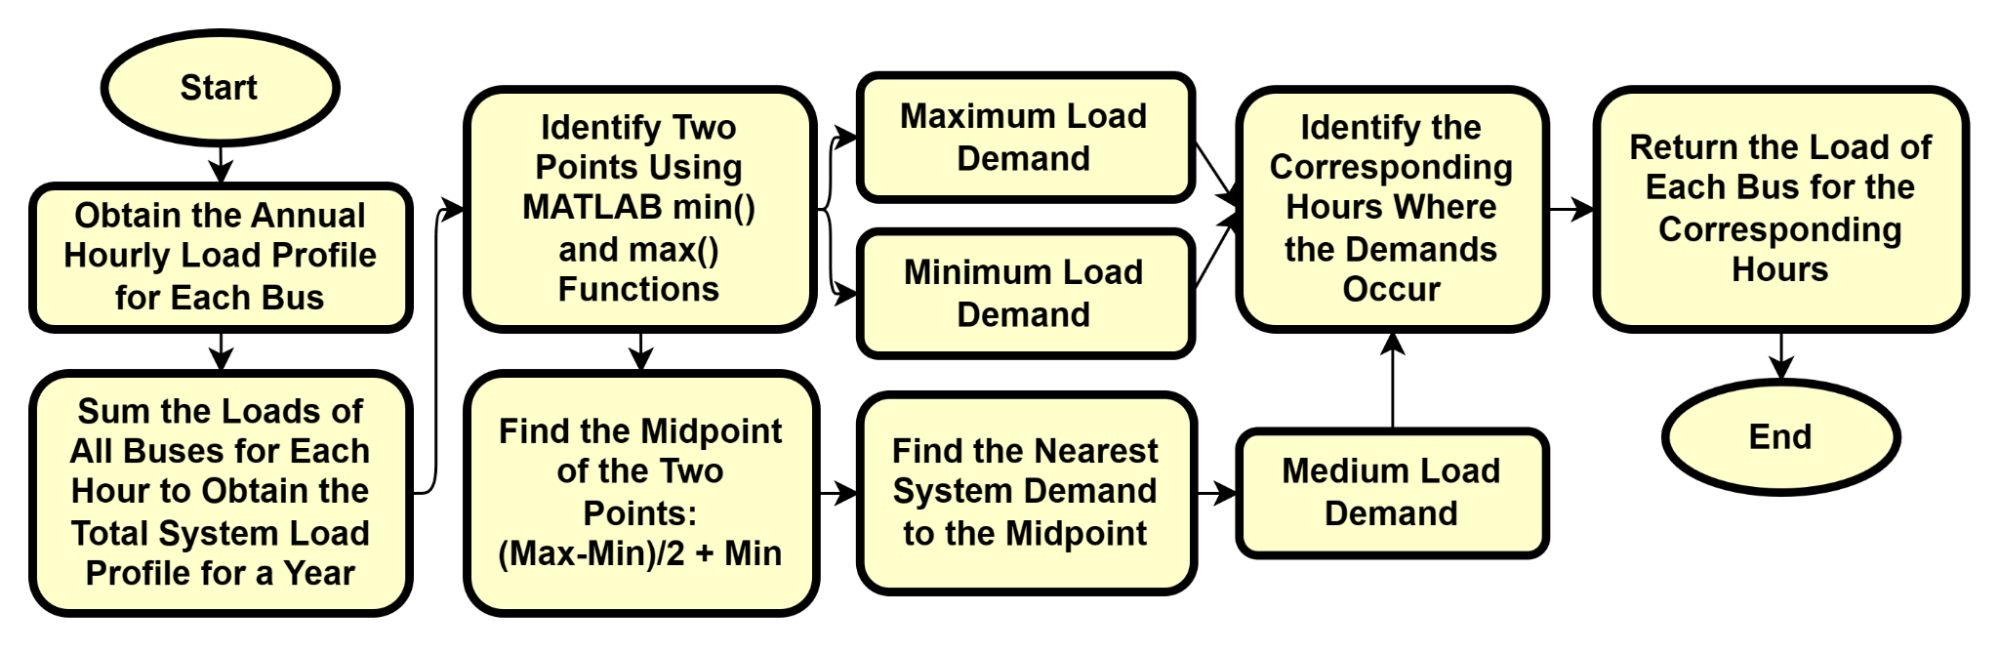 Start
Obtain the Annual
Hourly Load Profile
for Each Bus
Sum the Loads of
All Buses for Each
Hour to Obtain the
Total System Load
Profile for a Year
Identify Two
Points Using
MATLAB min()
and max()
Functions
Maximum Load
Demand
Minimum Load
Demand
Find the Midpoint
of the Two
Points:
(Max-Min)/2 + Min
Find the Nearest
System Demand
to the Midpoint
Medium Load
Demand
Identify the
Corresponding
Hours Where
the Demands
Occur
Return the Load of
Each Bus for the
Corresponding
Hours
End